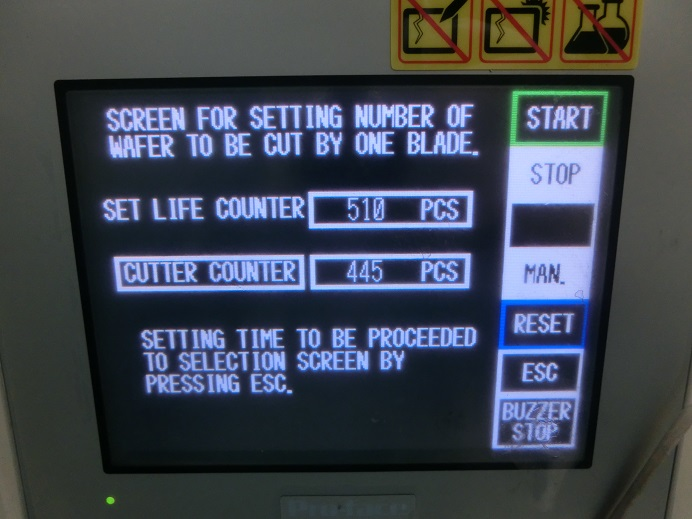 SCREEN FOR SETTING NUMBER OF
WAFER TO BE CUT BY ONE BLADE.
SET LIFE COUNTER 510 PCS
CUTTER COUNTER 445 PCS
SETTING TIME TO BE PROCEEDED
TO SELECTION SCREEN BY
PRESSING ESC.
START
STOP
MAN.
RESET
ESC
BUZZER
STOP